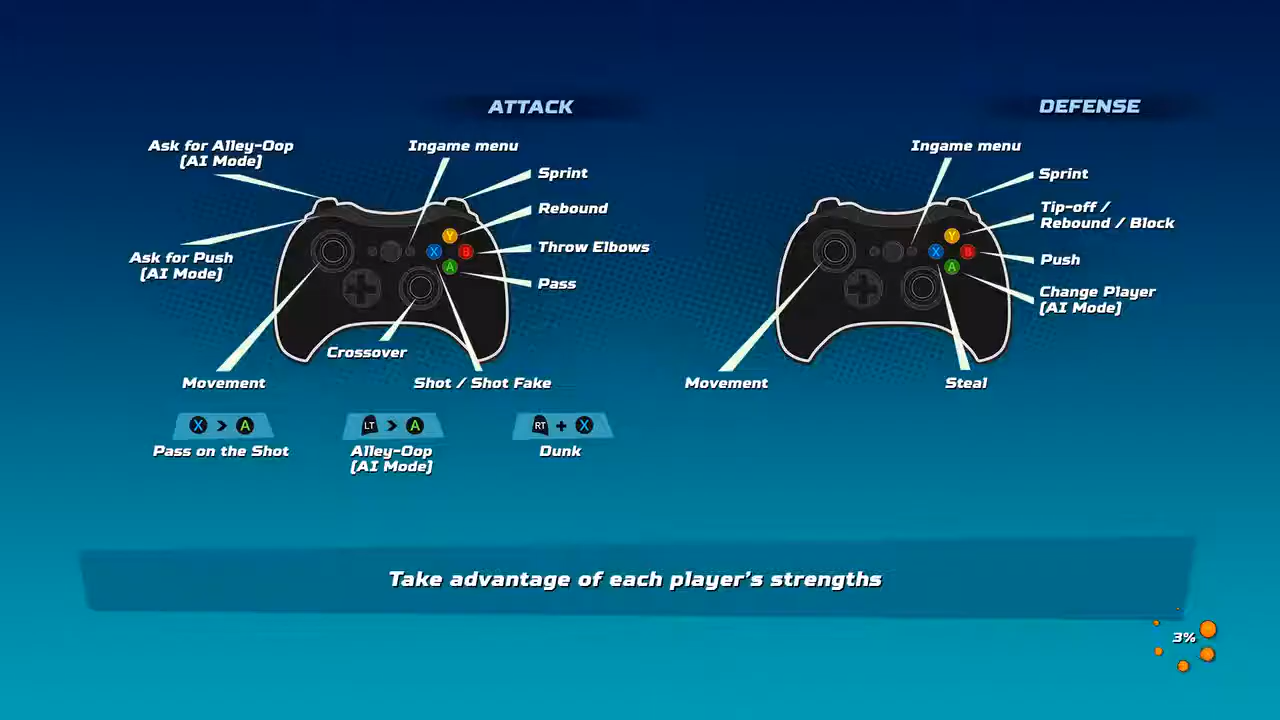 ATTACK
DEFENSE
Ask for Alley-Oop
(AI Mode)
Ingame menu
Sprint
Rebound
Throw Elbows
Pass
Ask for Push
(AI Mode)
Y
X
B
A
Crossover
Movement
Shot / Shot Fake
Ingame menu
Sprint
Tip-off /
Rebound / Block
Push
Change Player
(AI Mode)
Y
X
B
A
Movement
Steal
X > A
Pass on the Shot
LT > A
Alley-Oop
(AI Mode)
RT + X
Dunk
Take advantage of each player's strengths
3%